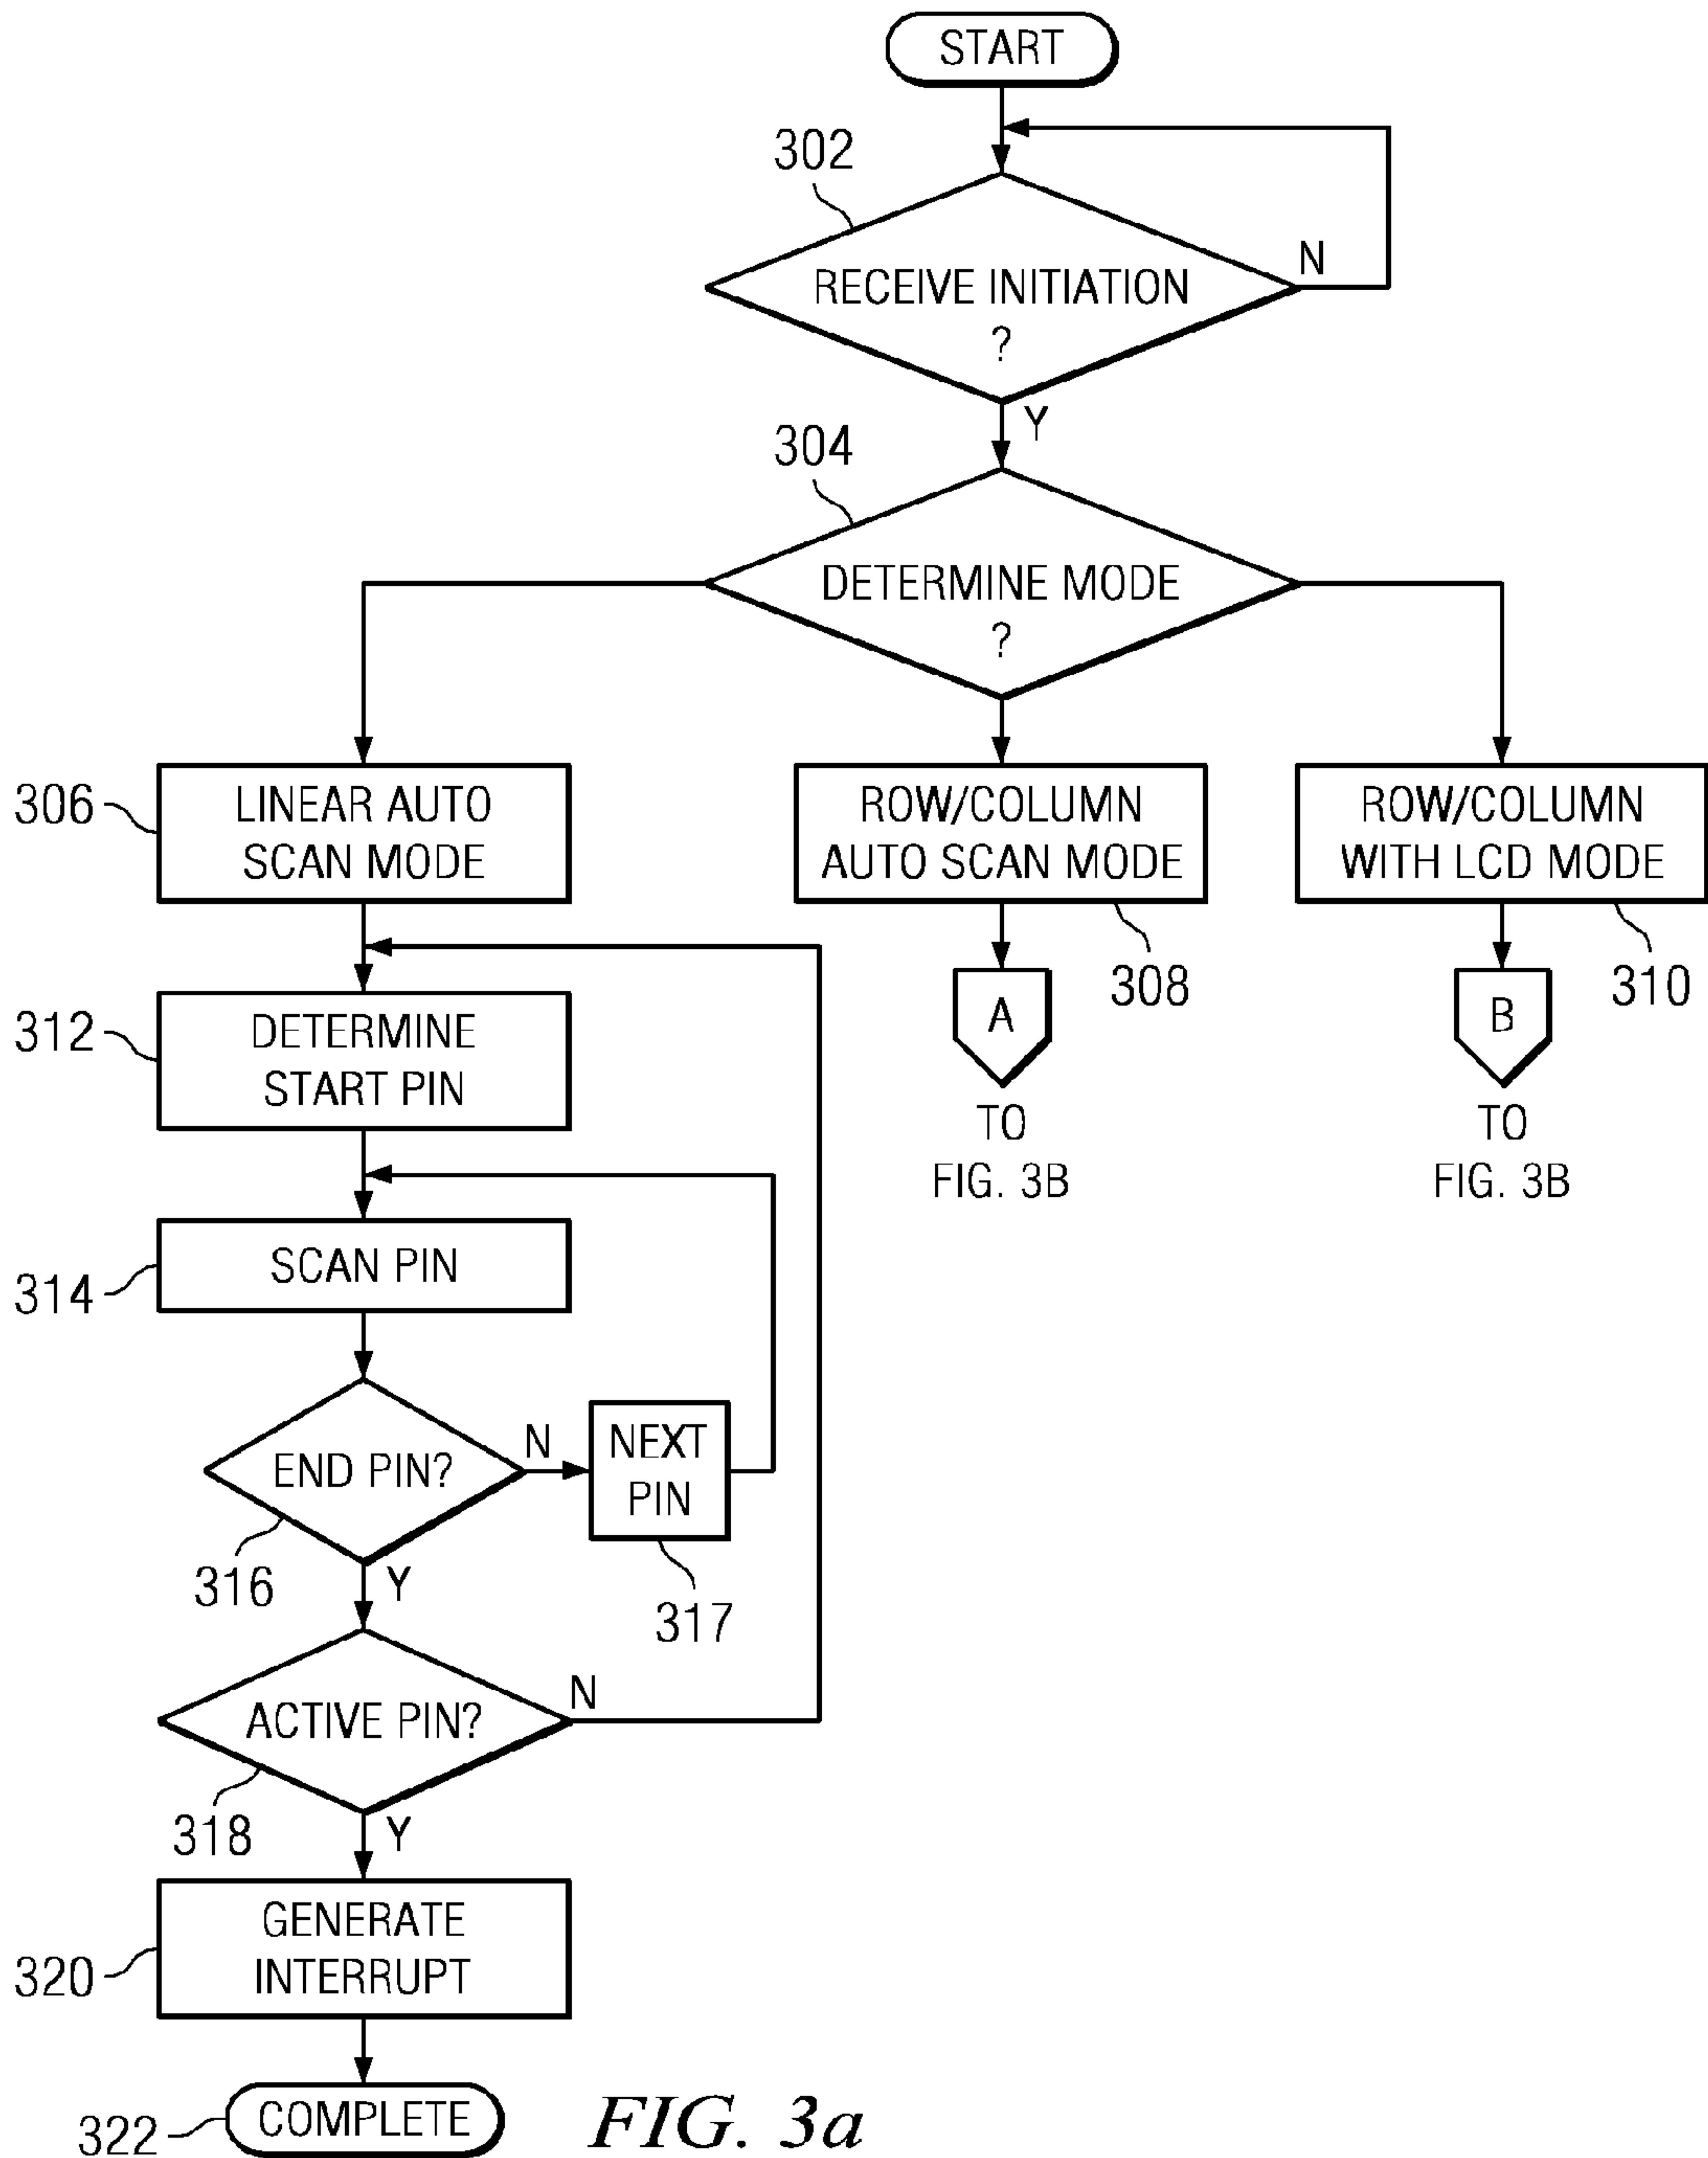 START
302
RECEIVE INITIATION
?
N
Y
304
DETERMINE MODE
?
306
LINEAR AUTO
SCAN MODE
ROW/COLUMN
AUTO SCAN MODE
308
ROW/COLUMN
WITH LCD MODE
310
A
TO
FIG. 3B
B
TO
FIG. 3B
312
DETERMINE
START PIN
314
SCAN PIN
END PIN?
N
316
Y
NEXT
PIN
317
ACTIVE PIN?
N
318
Y
320
GENERATE
INTERRUPT
322
COMPLETE
FIG. 3a